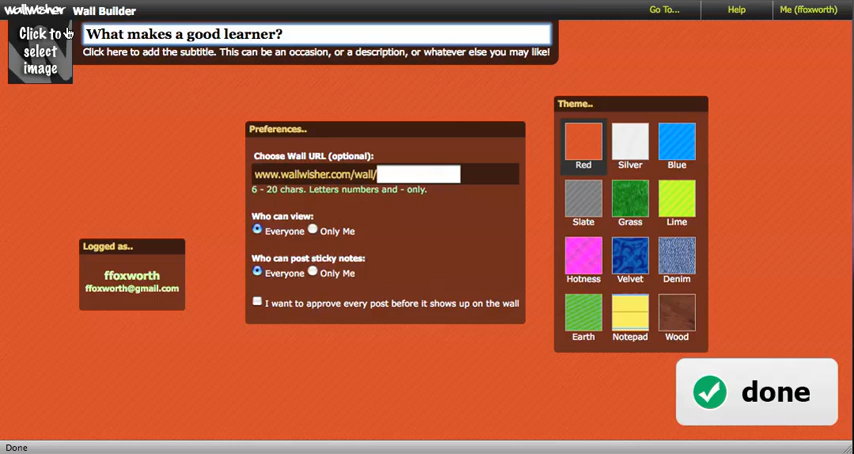 wallwisher Wall Builder
Go To...
Help
Me (ffoxworth)
Click to
select
image
What makes a good learner?
Click here to add the subtitle. This can be an occasion, or a description, or whatever else you may like!
Preferences..
Choose Wall URL (optional):
www.wallwisher.com/wall/
6 - 20 chars. Letters numbers and - only.
Who can view:
Everyone Only Me
Who can post sticky notes:
Everyone Only Me
I want to approve every post before it shows up on the wall
Logged as..
ffoxworth
ffoxworth@gmail.com
Theme..
Red Silver Blue
Slate Grass Lime
Hotness Velvet Denim
Earth Notepad Wood
done
Done